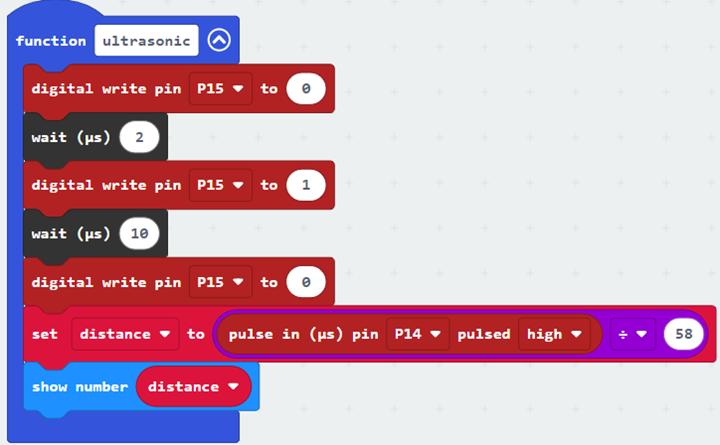 function ultrasonic
digital write pin P15 to 0
wait (µs) 2
digital write pin P15 to 1
wait (µs) 10
digital write pin P15 to 0
set distance to pulse in (µs) pin P14 pulsed high ÷ 58
show number distance